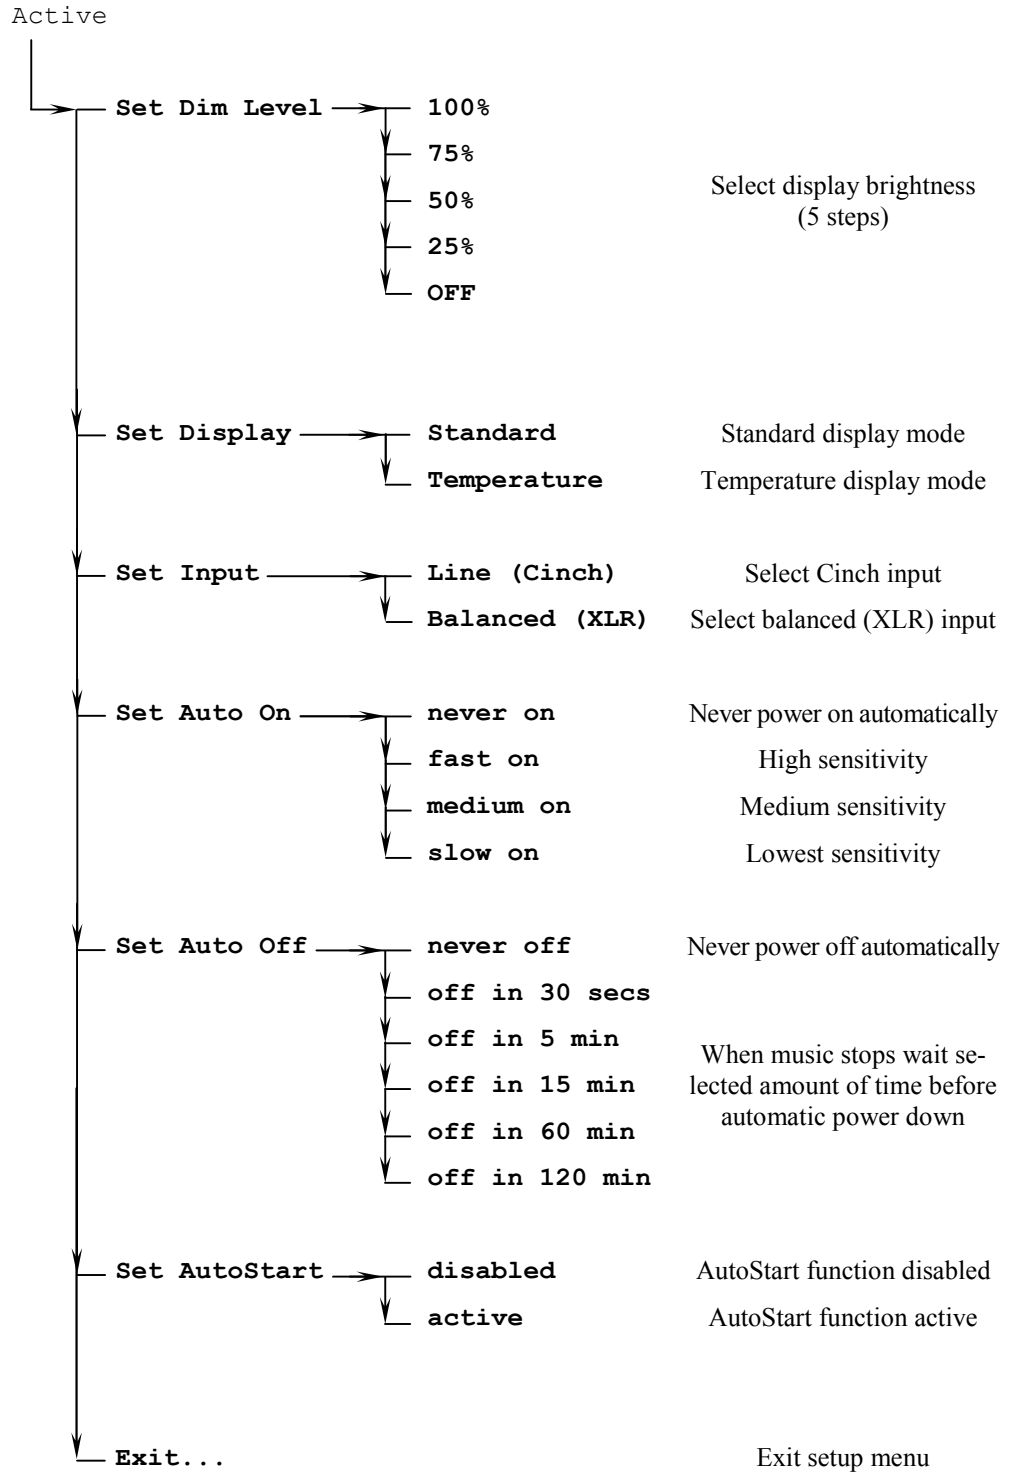 Active
Set Dim Level 100%
75%
50%
25%
OFF
Select display brightness
(5 steps)
Set Display Standard Standard display mode
Temperature Temperature display mode
Set Input Line (Cinch) Select Cinch input
Balanced (XLR) Select balanced (XLR) input
Set Auto On never on Never power on automatically
fast on High sensitivity
medium on Medium sensitivity
slow on Lowest sensitivity
Set Auto Off never off Never power off automatically
off in 30 secs
off in 5 min
off in 15 min
off in 60 min
off in 120 min
When music stops wait se-
lected amount of time before
automatic power down
Set AutoStart disabled AutoStart function disabled
active AutoStart function active
Exit... Exit setup menu